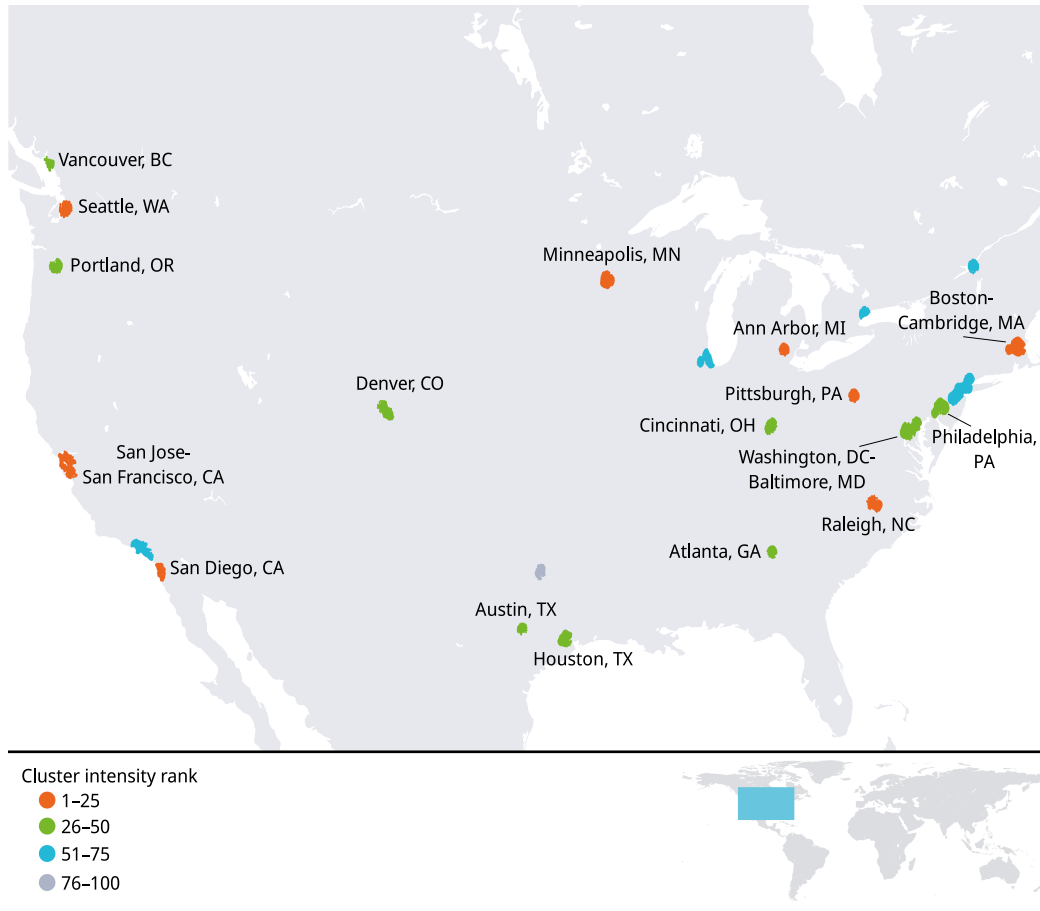 Vancouver, BC
Seattle, WA
Portland, OR
Minneapolis, MN
Boston-
Cambridge, MA
Ann Arbor, MI
Denver, CO
Pittsburgh, PA
Cincinnati, OH
Philadelphia,
PA
Washington, DC-
Baltimore, MD
San Jose-
San Francisco, CA
Raleigh, NC
Atlanta, GA
San Diego, CA
Austin, TX
Houston, TX
Cluster intensity rank
1–25
26–50
51–75
76–100